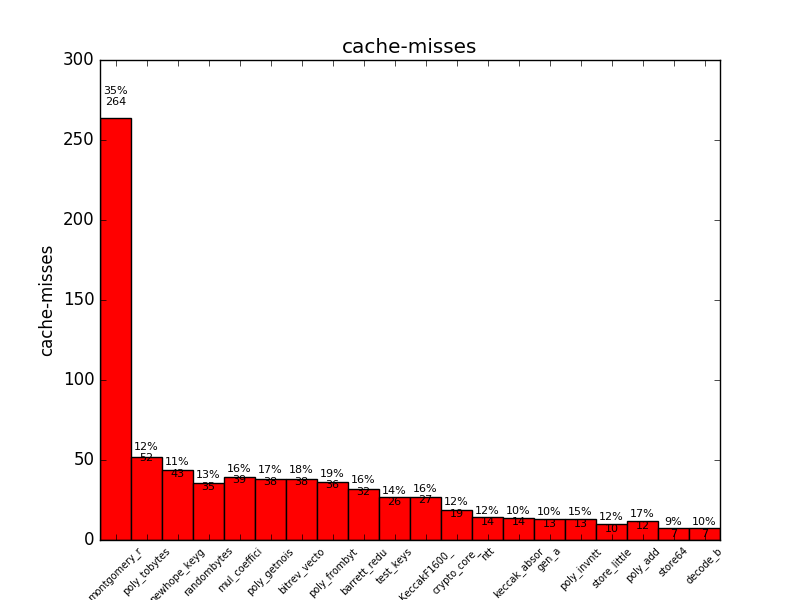 cache-misses
300
250
200
150
100
50
0
cache-misses
35%
264
12%
52
11%
43
13%
35
16%
39
17%
38
18%
38
19%
36
16%
32
14%
26
16%
27
12%
19
12%
14
10%
14
10%
13
15%
13
12%
10
17%
12
9%
7
10%
7
montgomery_r
poly_tobytes
newhope_keyg
randombytes
mul_coeffici
poly_getnois
bitrev_vecto
poly_frombyt
barrett_redu
test_keys
KeccakF1600_
crypto_core_
ntt
keccak_absor
gen_a
poly_invntt
store_little
poly_add
store64
decode_b